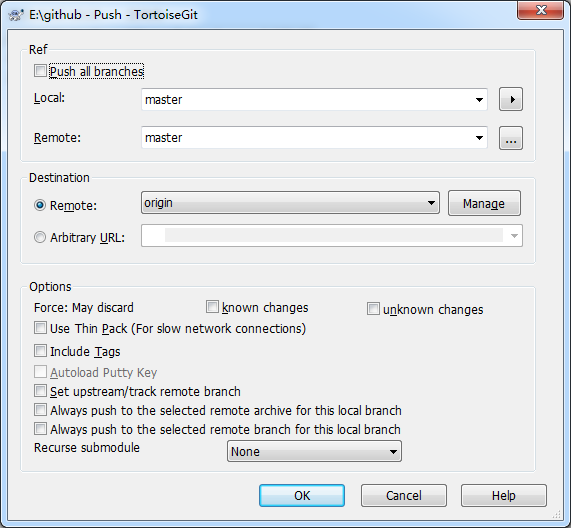 E:\github - Push - TortoiseGit
Ref
Push all branches
Local: master
Remote: master ...
Destination
Remote: origin Manage
Arbitrary URL:
Options
Force: May discard known changes unknown changes
Use Thin Pack (For slow network connections)
Include Tags
Autoload Putty Key
Set upstream/track remote branch
Always push to the selected remote archive for this local branch
Always push to the selected remote branch for this local branch
Recurse submodule None
OK Cancel Help